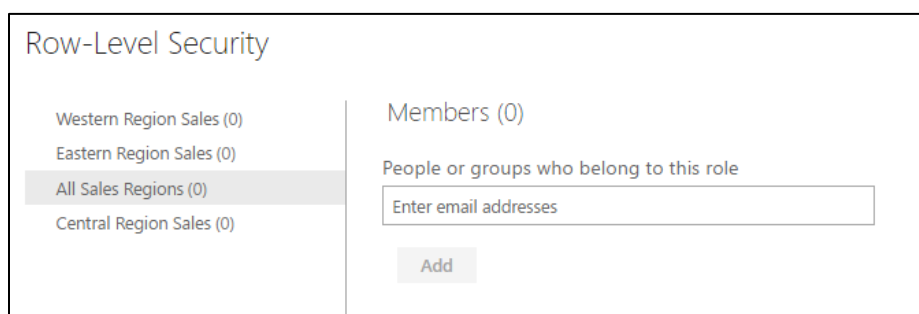 Row-Level Security
Western Region Sales (0)
Eastern Region Sales (0)
All Sales Regions (0)
Central Region Sales (0)
Members (0)
People or groups who belong to this role
Enter email addresses
Add